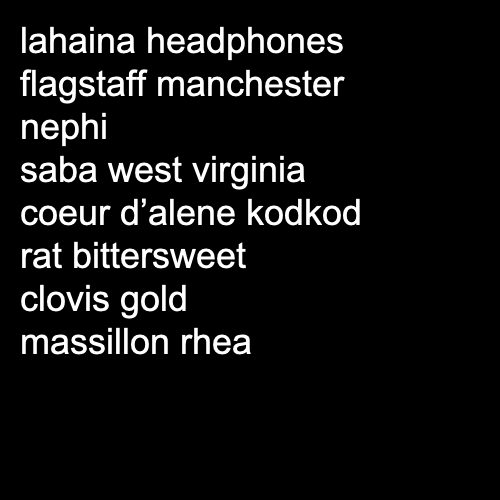 lahaina headphones
flagstaff manchester
nephi
saba west virginia
coeur d’alene kodkod
rat bittersweet
clovis gold
massillon rhea